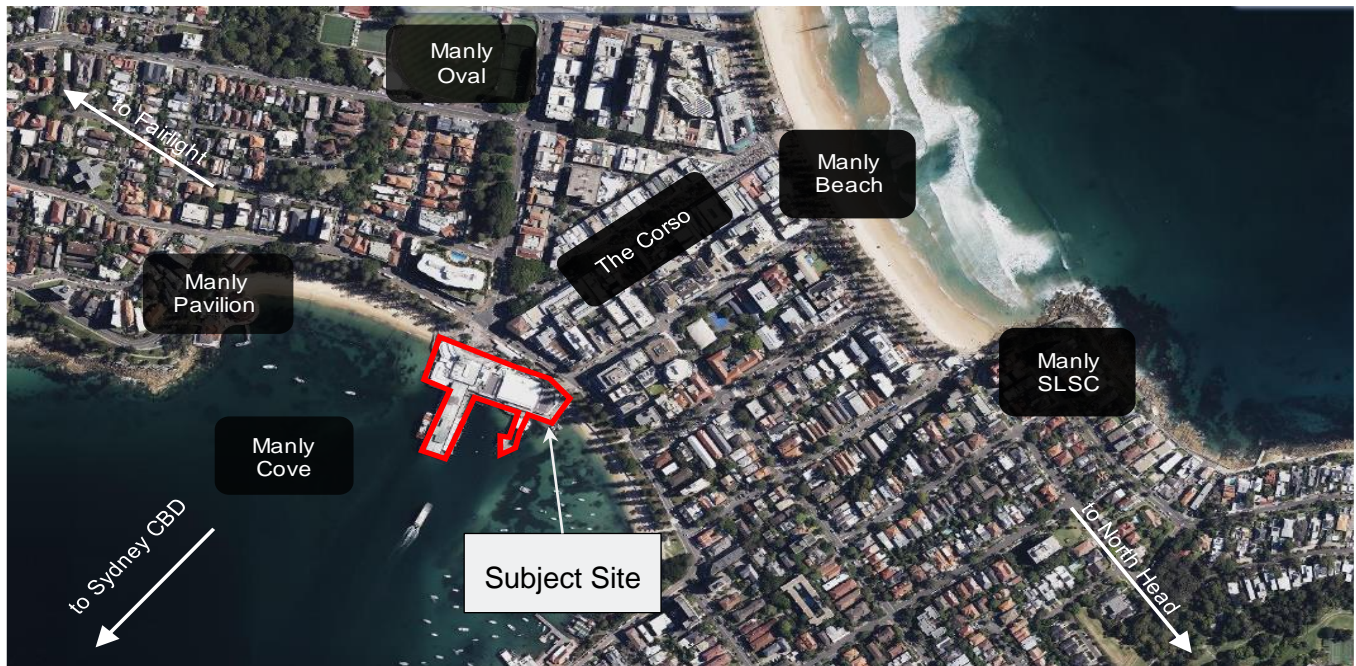 Manly
Oval
to Fairlight
Manly
Beach
The Corso
Manly
Pavilion
Manly
SLSC
Manly
Cove
to Sydney CBD
Subject Site
to North Head